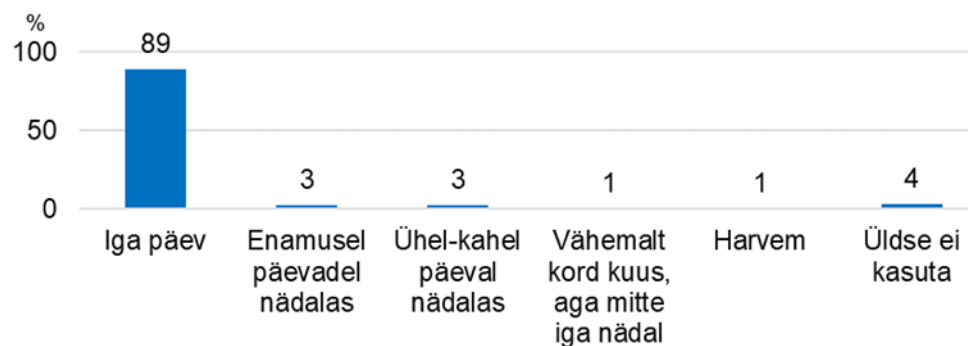 %
100
50
0
89
3
3
1
1
4
Iga päev
Enamusel
päevadel
nädalas
Ühel-kahel
päeval
nädalas
Vähemalt
kord kuus,
aga mitte
iga nädal
Harvem
Üldse ei
kasuta